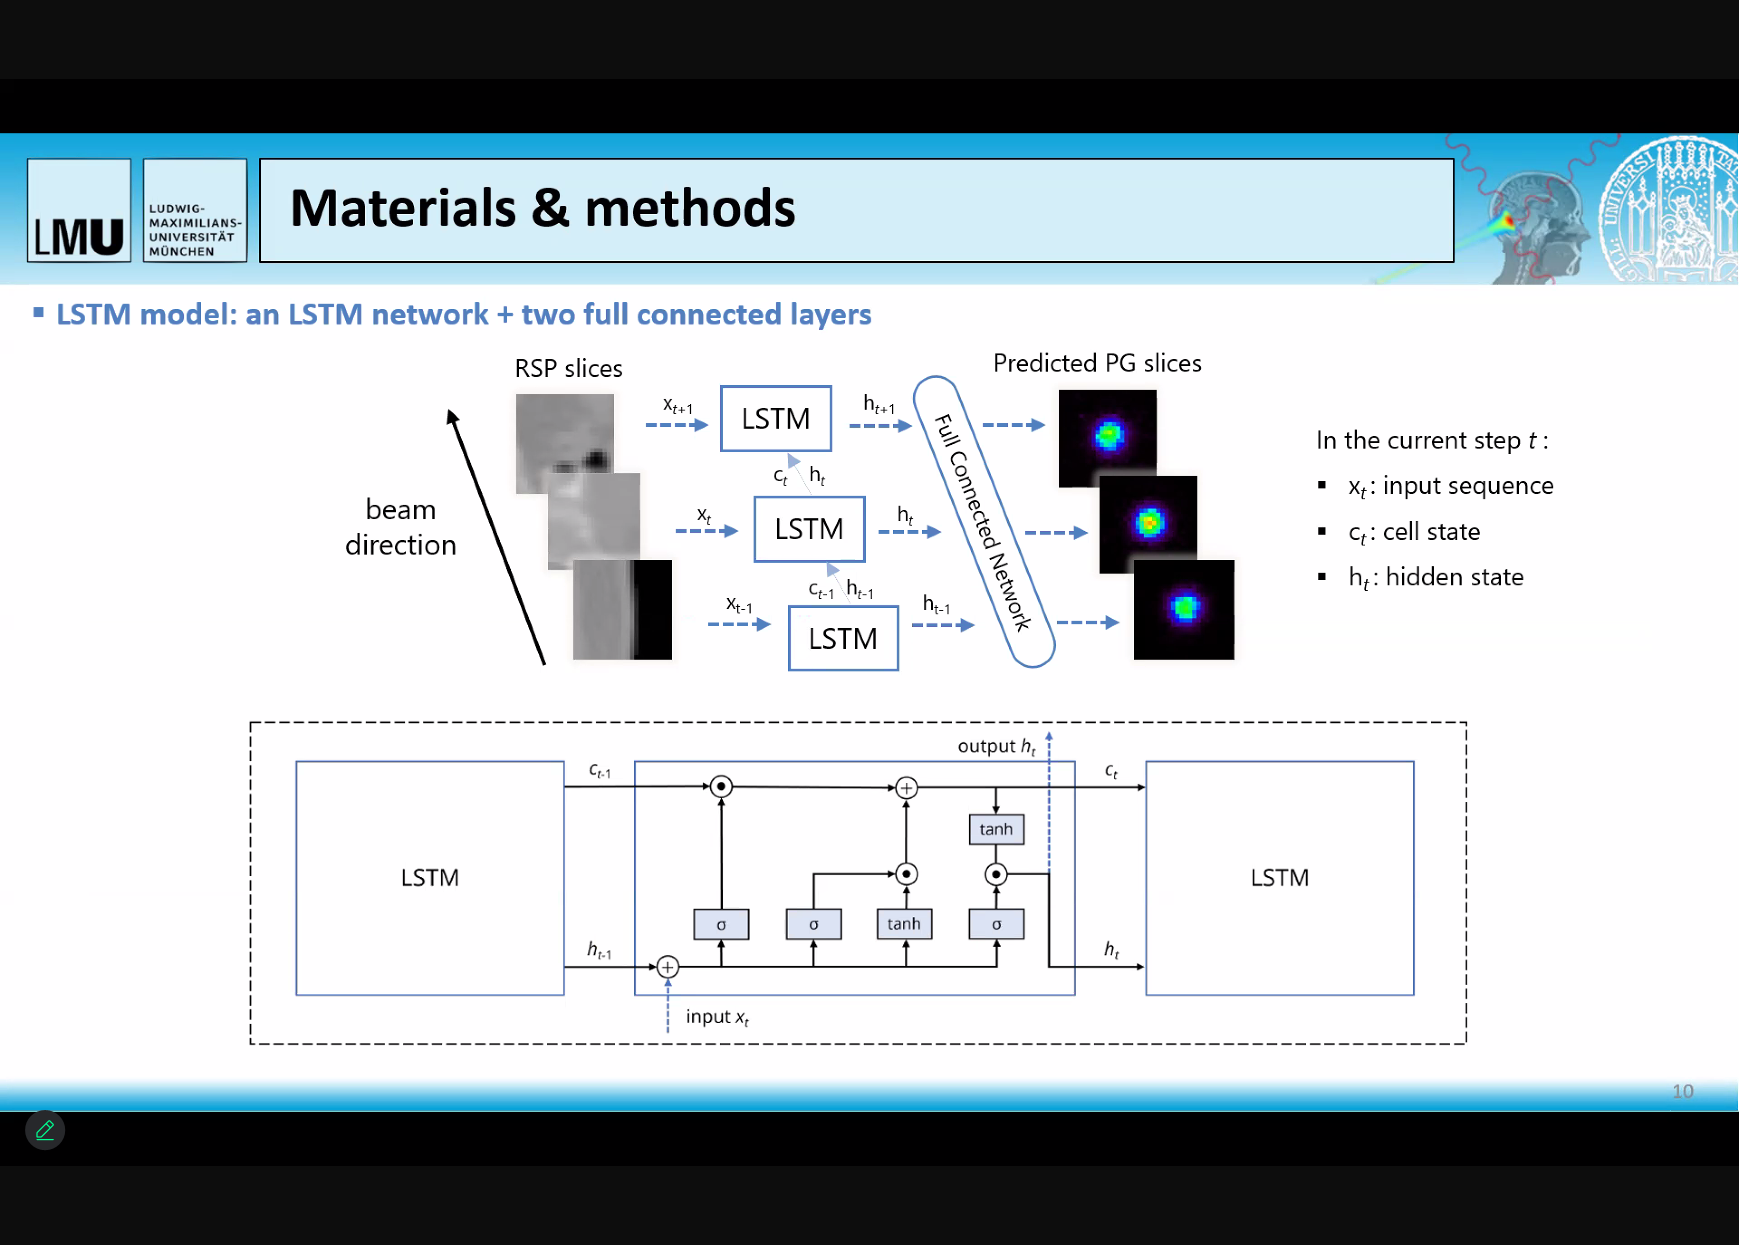 LMU
LUDWIG-
MAXIMILIANS-
UNIVERSITÄT
MÜNCHEN
Materials & methods
▪ LSTM model: an LSTM network + two full connected layers
RSP slices
Predicted PG slices
beam
direction
x_{t+1}
LSTM
h_{t+1}
c_t h_t
x_t
LSTM
h_t
c_{t-1} h_{t-1}
x_{t-1}
LSTM
h_{t-1}
Full Connected Network
In the current step t :
▪ x_t : input sequence
▪ c_t : cell state
▪ h_t : hidden state
output h_t
c_{t-1}
c_t
tanh
LSTM
LSTM
σ
σ
tanh
σ
h_{t-1}
h_t
input x_t
10